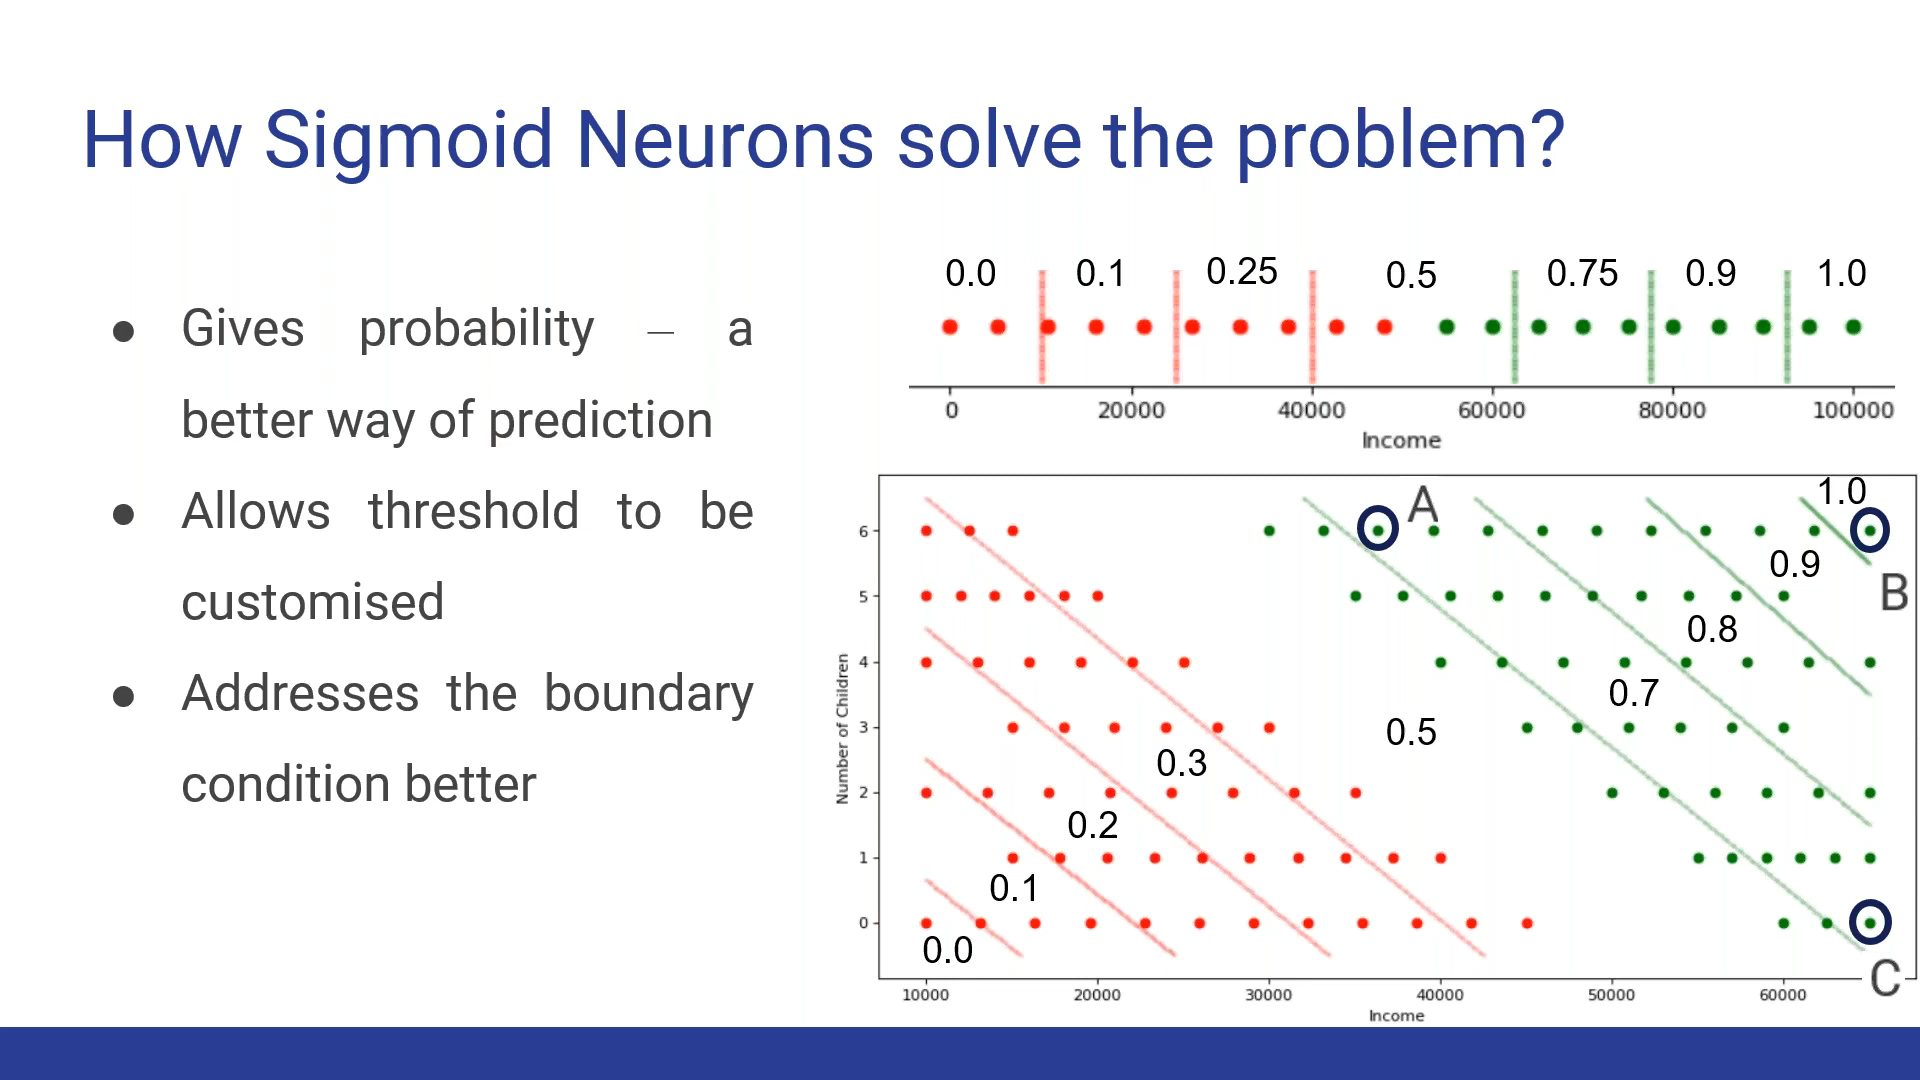 How Sigmoid Neurons solve the problem?
● Gives probability – a
better way of prediction
● Allows threshold to be
customised
● Addresses the boundary
condition better
0.0 0.1 0.25 0.5 0.75 0.9 1.0
0 20000 40000 60000 80000 100000
Income
1.0
A
6
0.9
B
5
0.8
4
0.7
Number of Children
3
0.5
0.3
2
0.2
1
0.1
0
0.0
C
10000 20000 30000 40000 50000 60000
Income